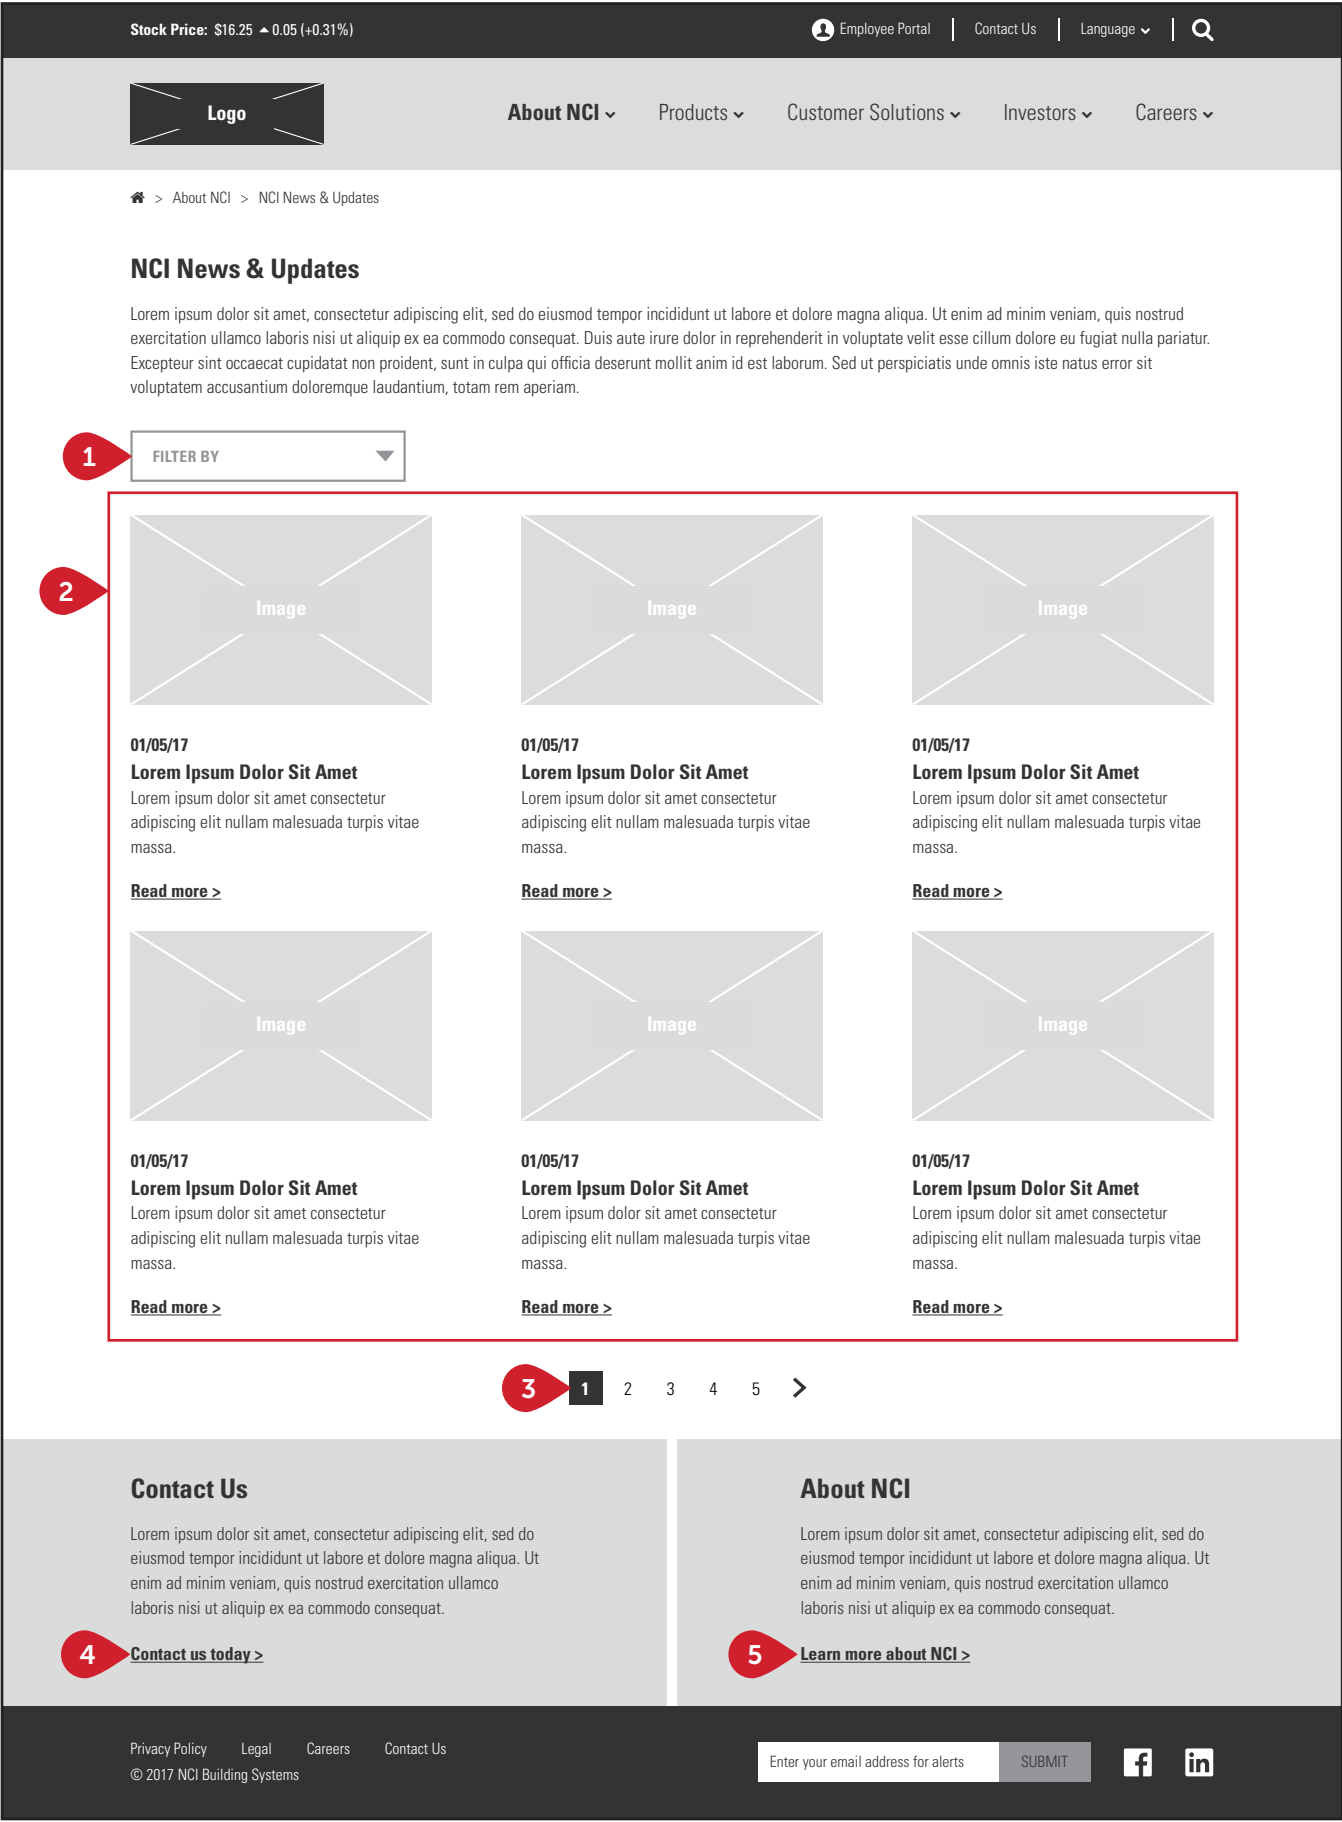 Stock Price: $16.25 0.05 (+0.31%)
Employee Portal
Contact Us
Language
Logo
About NCI
Products
Customer Solutions
Investors
Careers
> About NCI > NCI News & Updates
NCI News & Updates
Lorem ipsum dolor sit amet, consectetur adipiscing elit, sed do eiusmod tempor incididunt ut labore et dolore magna aliqua. Ut enim ad minim veniam, quis nostrud
exercitation ullamco laboris nisi ut aliquip ex ea commodo consequat. Duis aute irure dolor in reprehenderit in voluptate velit esse cillum dolore eu fugiat nulla pariatur.
Excepteur sint occaecat cupidatat non proident, sunt in culpa qui officia deserunt mollit anim id est laborum. Sed ut perspiciatis unde omnis iste natus error sit
voluptatem accusantium doloremque laudantium, totam rem aperiam.
1
FILTER BY
2
Image
01/05/17
Lorem Ipsum Dolor Sit Amet
Lorem ipsum dolor sit amet consectetur
adipiscing elit nullam malesuada turpis vitae
massa.
Read more >
Image
01/05/17
Lorem Ipsum Dolor Sit Amet
Lorem ipsum dolor sit amet consectetur
adipiscing elit nullam malesuada turpis vitae
massa.
Read more >
Image
01/05/17
Lorem Ipsum Dolor Sit Amet
Lorem ipsum dolor sit amet consectetur
adipiscing elit nullam malesuada turpis vitae
massa.
Read more >
Image
01/05/17
Lorem Ipsum Dolor Sit Amet
Lorem ipsum dolor sit amet consectetur
adipiscing elit nullam malesuada turpis vitae
massa.
Read more >
Image
01/05/17
Lorem Ipsum Dolor Sit Amet
Lorem ipsum dolor sit amet consectetur
adipiscing elit nullam malesuada turpis vitae
massa.
Read more >
Image
01/05/17
Lorem Ipsum Dolor Sit Amet
Lorem ipsum dolor sit amet consectetur
adipiscing elit nullam malesuada turpis vitae
massa.
Read more >
3
1 2 3 4 5
Contact Us
Lorem ipsum dolor sit amet, consectetur adipiscing elit, sed do
eiusmod tempor incididunt ut labore et dolore magna aliqua. Ut
enim ad minim veniam, quis nostrud exercitation ullamco
laboris nisi ut aliquip ex ea commodo consequat.
4
Contact us today >
About NCI
Lorem ipsum dolor sit amet, consectetur adipiscing elit, sed do
eiusmod tempor incididunt ut labore et dolore magna aliqua. Ut
enim ad minim veniam, quis nostrud exercitation ullamco
laboris nisi ut aliquip ex ea commodo consequat.
5
Learn more about NCI >
Privacy Policy Legal Careers Contact Us
© 2017 NCI Building Systems
Enter your email address for alerts
SUBMIT